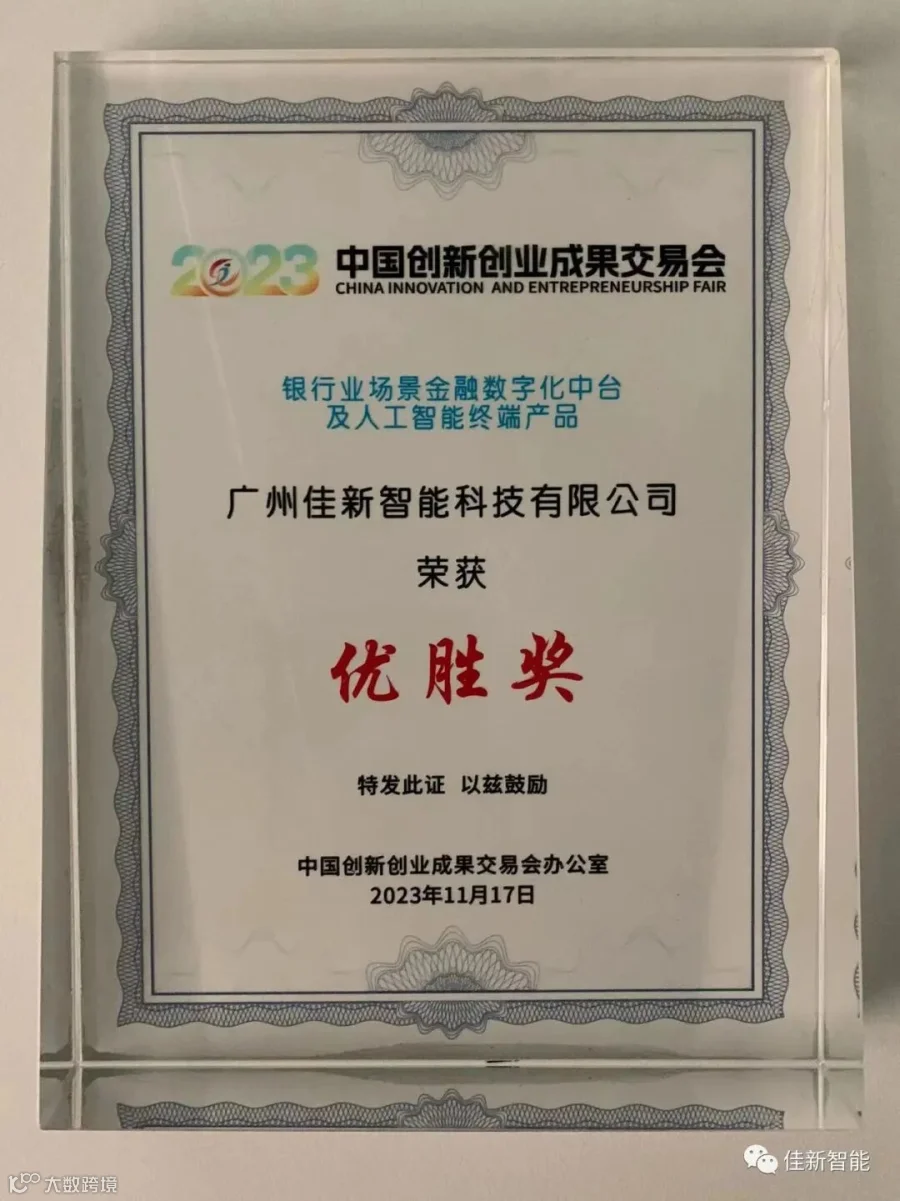 2023 中国创新创业成果交易会
CHINA INNOVATION AND ENTREPRENEURSHIP FAIR
银行业场景金融数字化中台
及人工智能终端产品
广州佳新智能科技有限公司
荣获
优胜奖
特发此证 以兹鼓励
中国创新创业成果交易会办公室
2023年11月17日
佳新智能
大数跨境